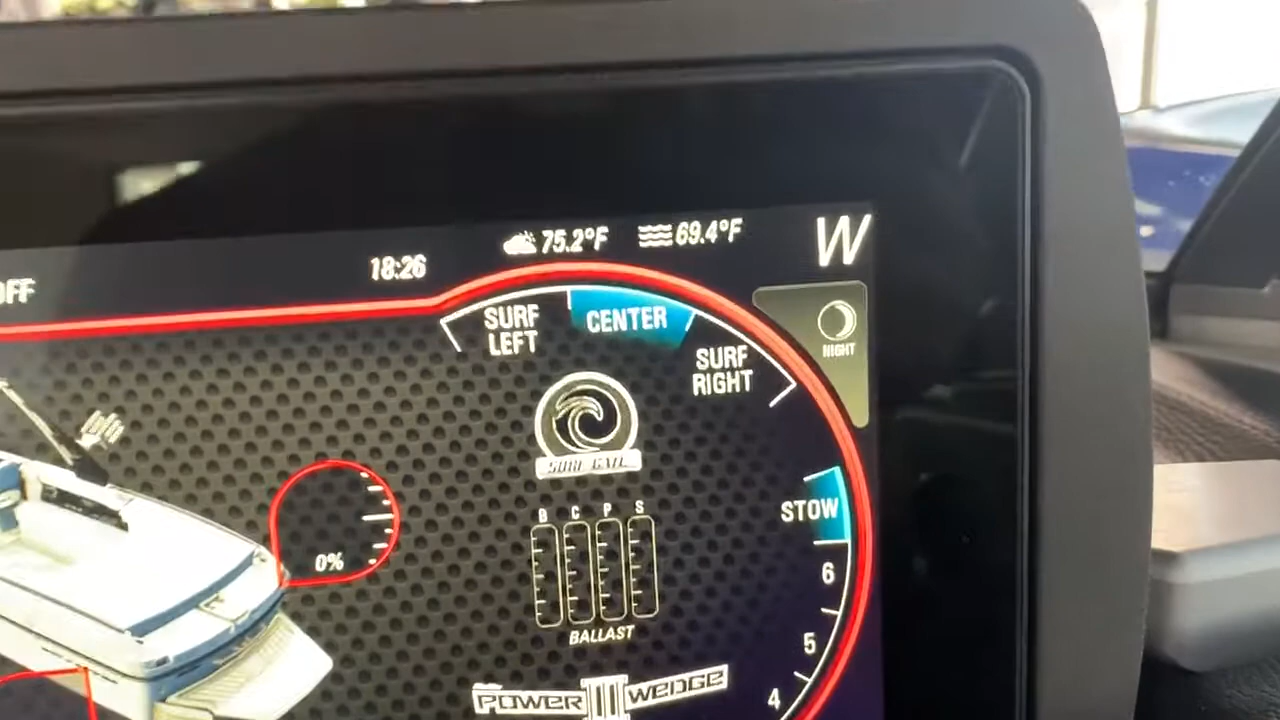 OFF
18:26
75.2°F
69.4°F
W
SURF
LEFT
CENTER
SURF
RIGHT
NIGHT
SURF GATE
STOW
B C P S
0%
6
BALLAST
5
POWER III WEDGE
4